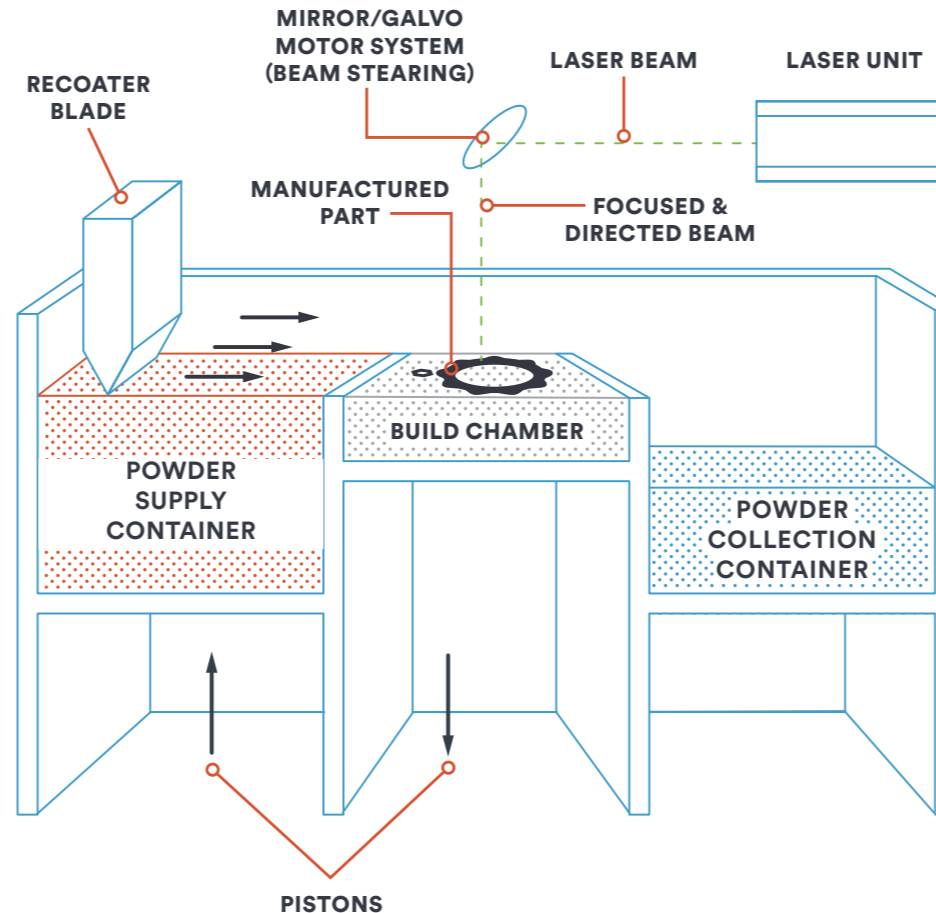 MIRROR/GALVO
MOTOR SYSTEM
(BEAM STEARING)
LASER BEAM
LASER UNIT
RECOATER
BLADE
MANUFACTURED
PART
FOCUSED &
DIRECTED BEAM
BUILD CHAMBER
POWDER
SUPPLY
CONTAINER
POWDER
COLLECTION
CONTAINER
PISTONS